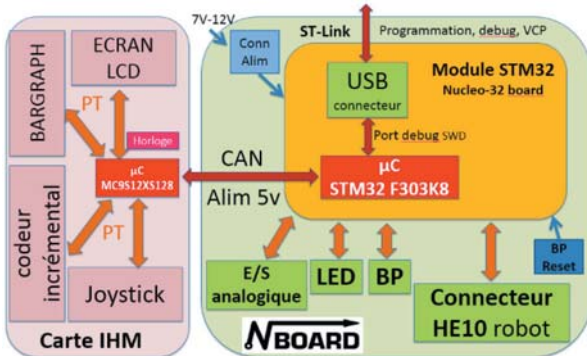 BARGRAPH
ECRAN
LCD
PT
Horloge
µC
MC9S12XS128
PT
codeur
incrémental
Joystick
Carte IHM
CAN
Alim 5v
7V-12V
Conn
Alim
ST-Link
Programmation, debug, VCP
USB
connecteur
Module STM32
Nucleo-32 board
Port debug SWD
µC
STM32 F303K8
E/S
analogique
LED
BP
BP
Reset
Connecteur
HE10 robot
NBOARD